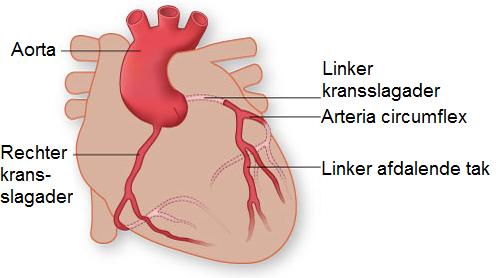 Aorta
Linker
kransslagader
Arteria circumflex
Rechter
krans-
slagader
Linker afdalende tak